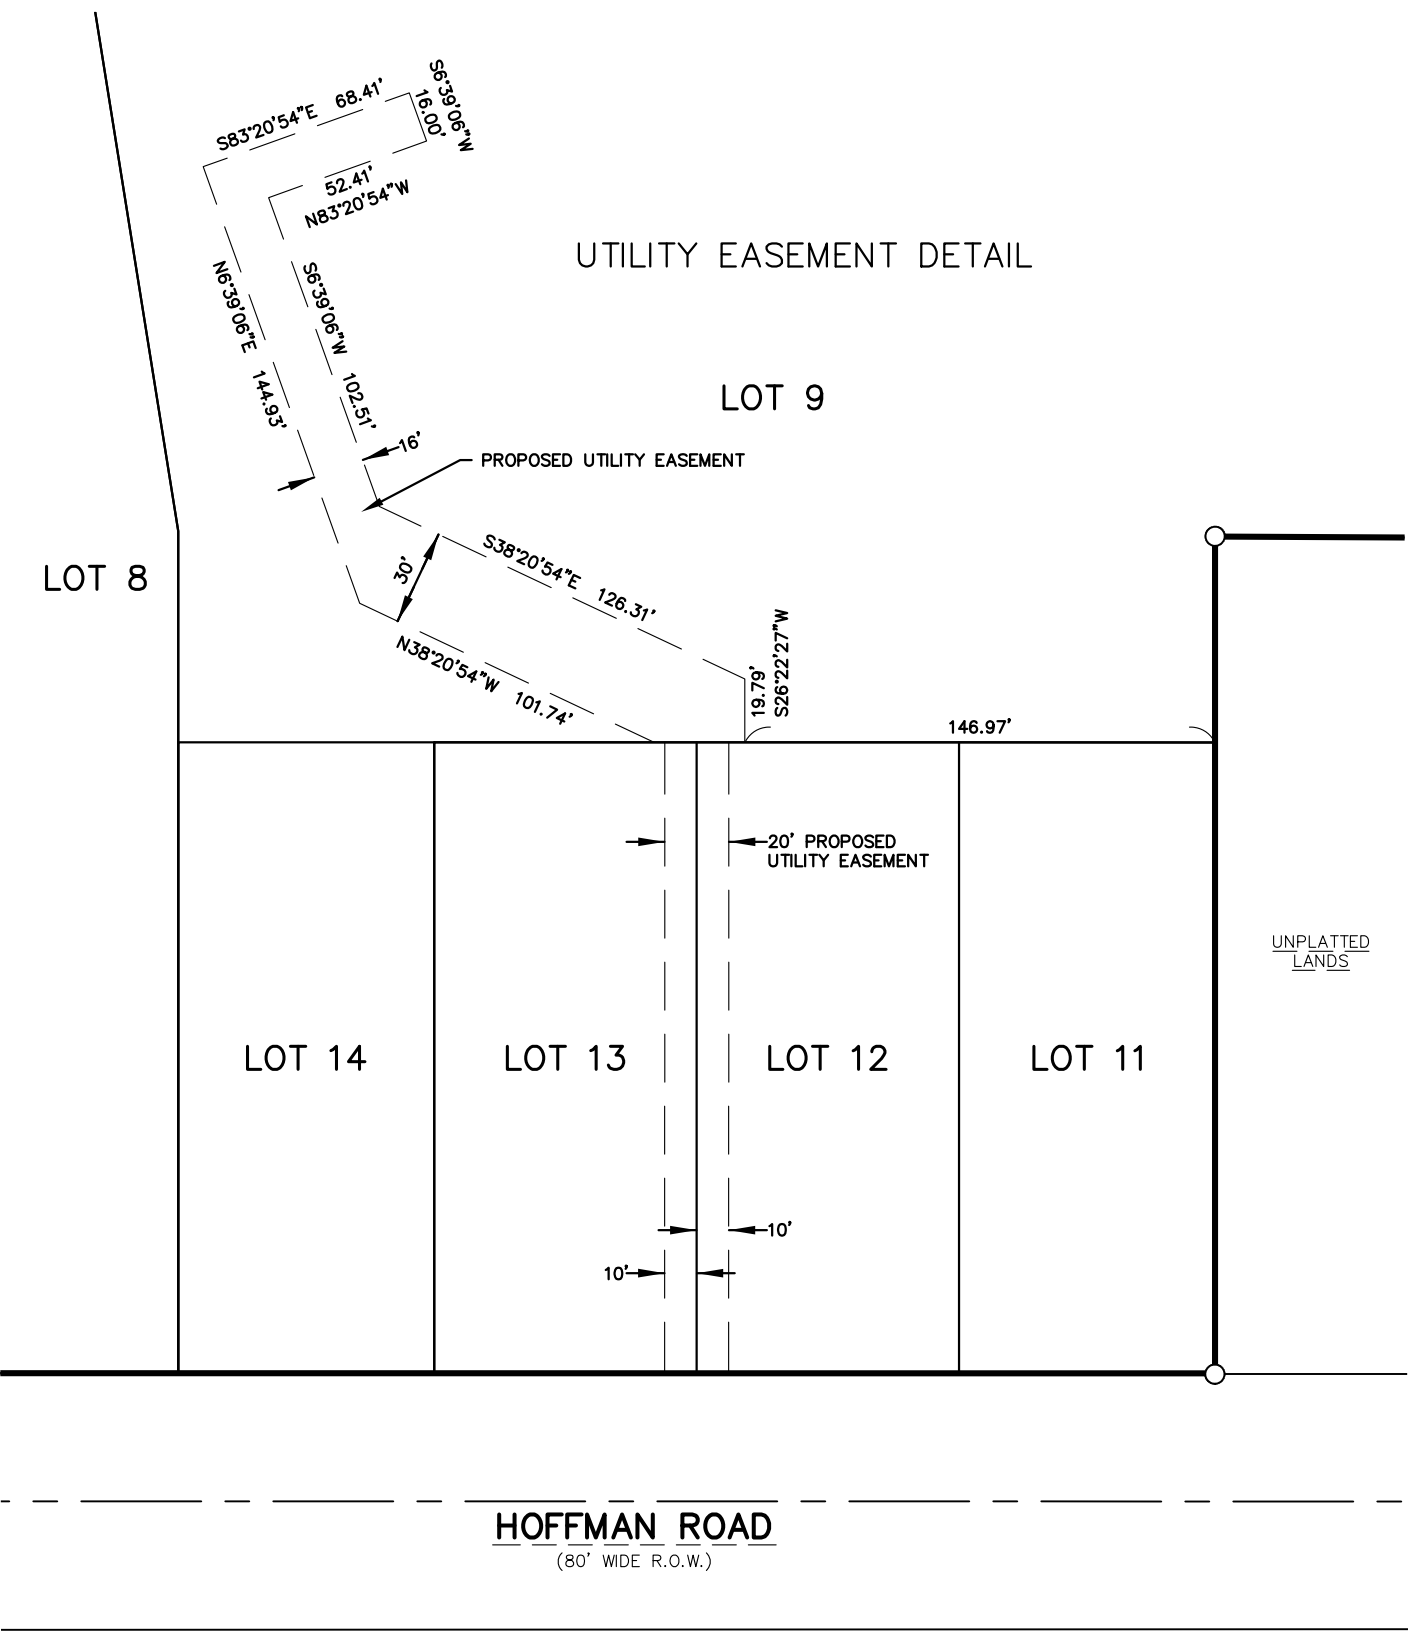 S6°39'06"W
16.00'
S83°20'54"E 68.41'
52.41'
N83°20'54"W
UTILITY EASEMENT DETAIL
N6°39'06"E 144.93'
S6°39'06"W 102.51'
LOT 9
16'
PROPOSED UTILITY EASEMENT
S38°20'54"E 126.31'
30'
LOT 8
N38°20'54"W 101.74'
19.79'
S26°22'27"W
146.97'
20' PROPOSED
UTILITY EASEMENT
UNPLATTED
LANDS
LOT 14
LOT 13
LOT 12
LOT 11
10'
10'
HOFFMAN ROAD
(80' WIDE R.O.W.)